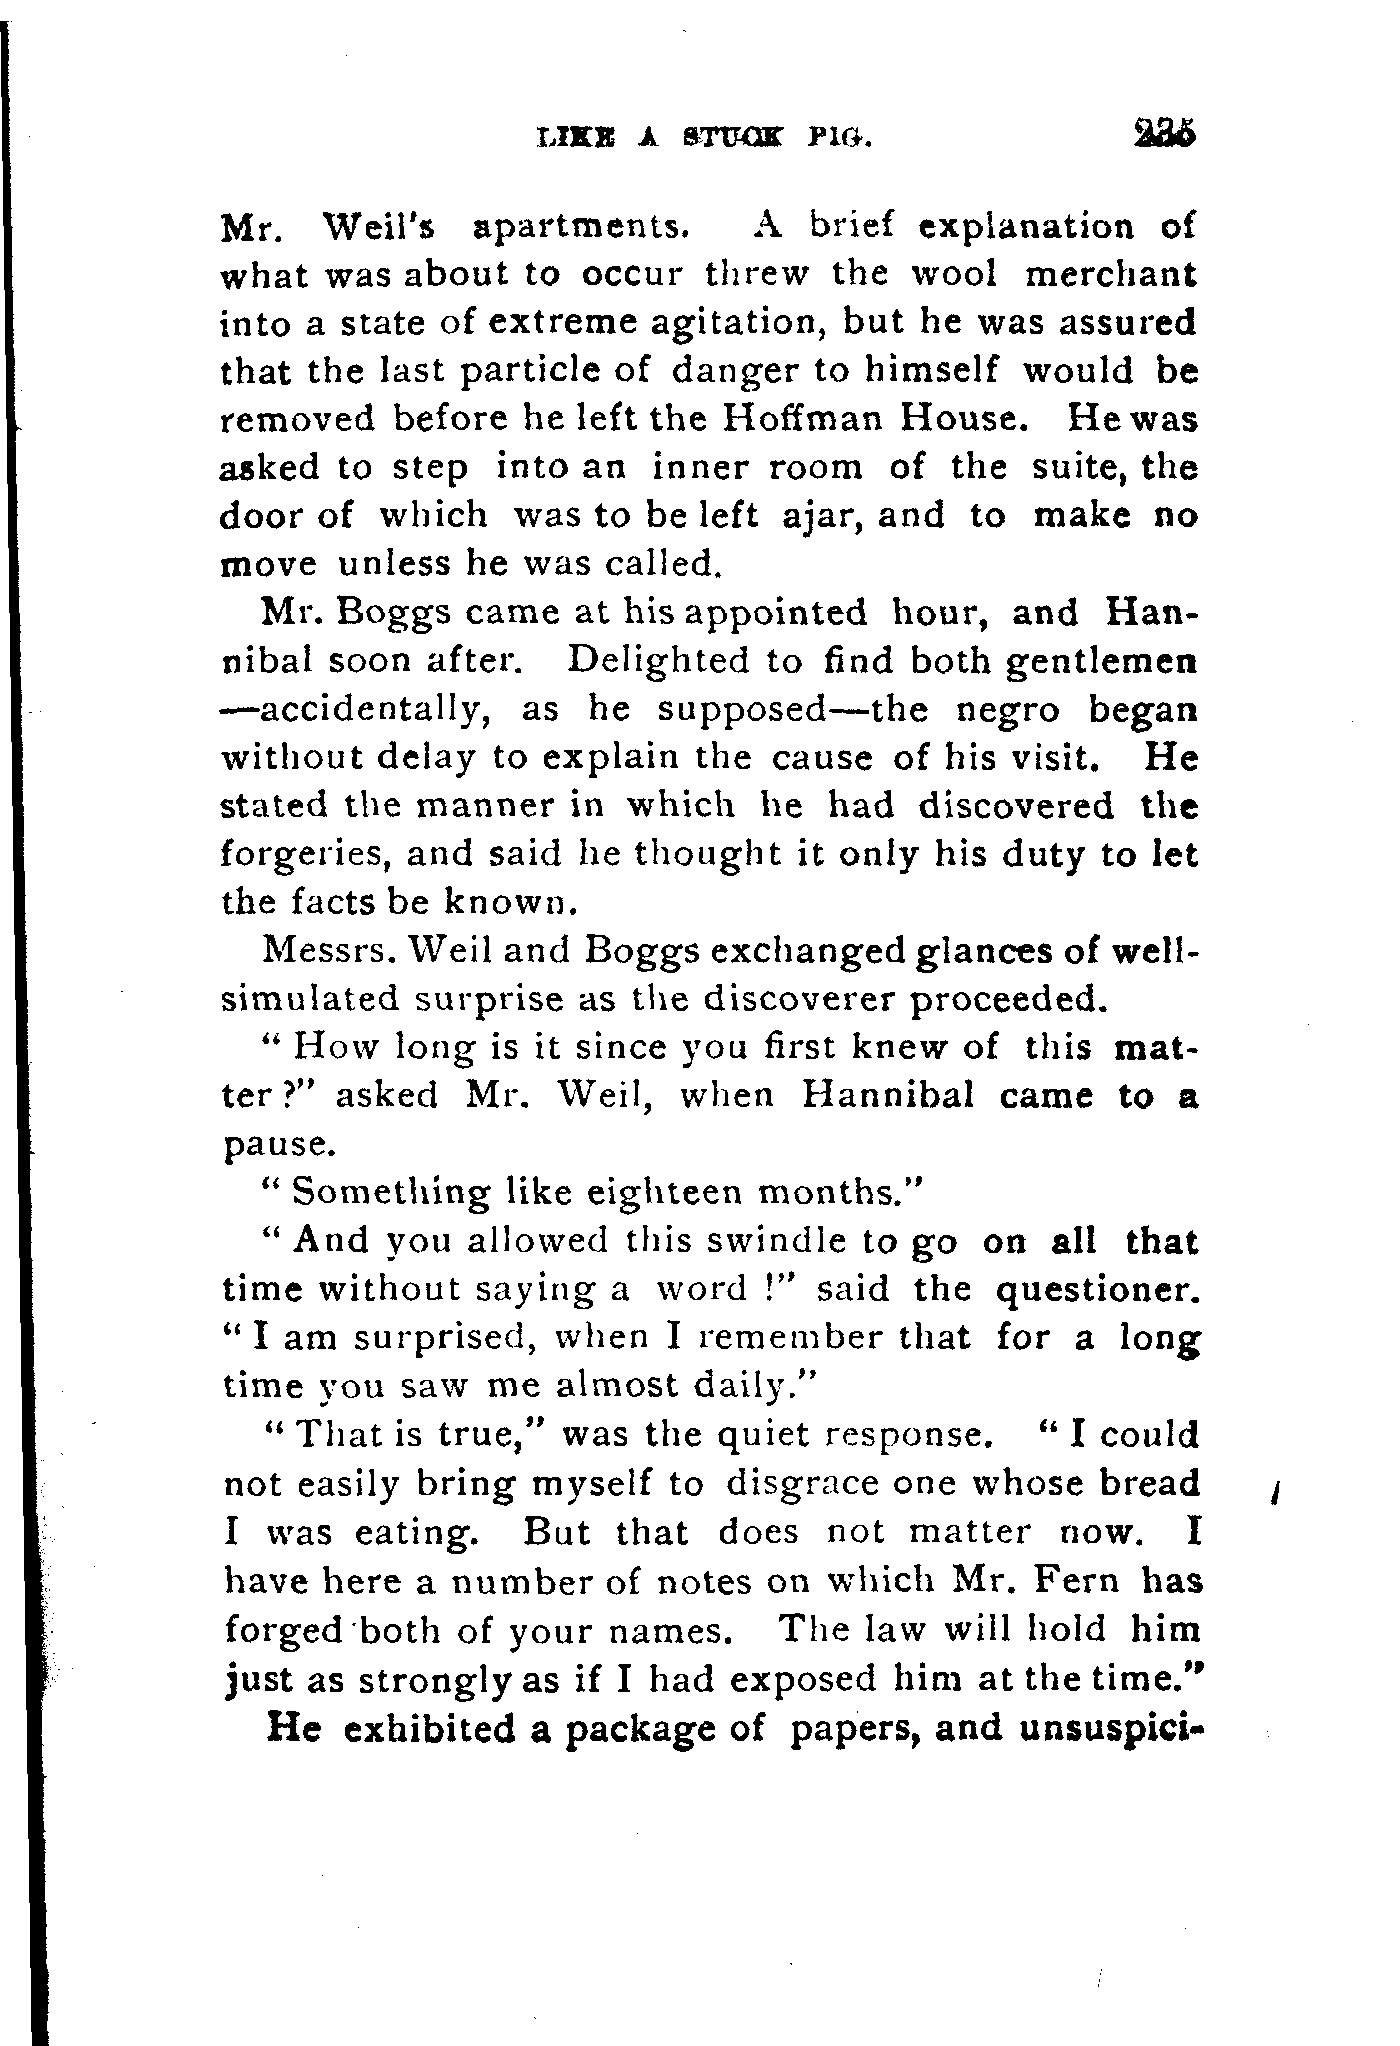 LIKE A STUCK PIG. 235
Mr. Weil's apartments. A brief explanation of
what was about to occur threw the wool merchant
into a state of extreme agitation, but he was assured
that the last particle of danger to himself would be
removed before he left the Hoffman House. He was
asked to step into an inner room of the suite, the
door of which was to be left ajar, and to make no
move unless he was called.
Mr. Boggs came at his appointed hour, and Han-
nibal soon after. Delighted to find both gentlemen
—accidentally, as he supposed—the negro began
without delay to explain the cause of his visit. He
stated the manner in which he had discovered the
forgeries, and said he thought it only his duty to let
the facts be known.
Messrs. Weil and Boggs exchanged glances of well-
simulated surprise as the discoverer proceeded.
“ How long is it since you first knew of this mat-
ter ?” asked Mr. Weil, when Hannibal came to a
pause.
“ Something like eighteen months.”
“ And you allowed this swindle to go on all that
time without saying a word !” said the questioner.
“ I am surprised, when I remember that for a long
time you saw me almost daily.”
“ That is true,” was the quiet response. “ I could
not easily bring myself to disgrace one whose bread
I was eating. But that does not matter now. I
have here a number of notes on which Mr. Fern has
forged both of your names. The law will hold him
just as strongly as if I had exposed him at the time.”
He exhibited a package of papers, and unsuspici-